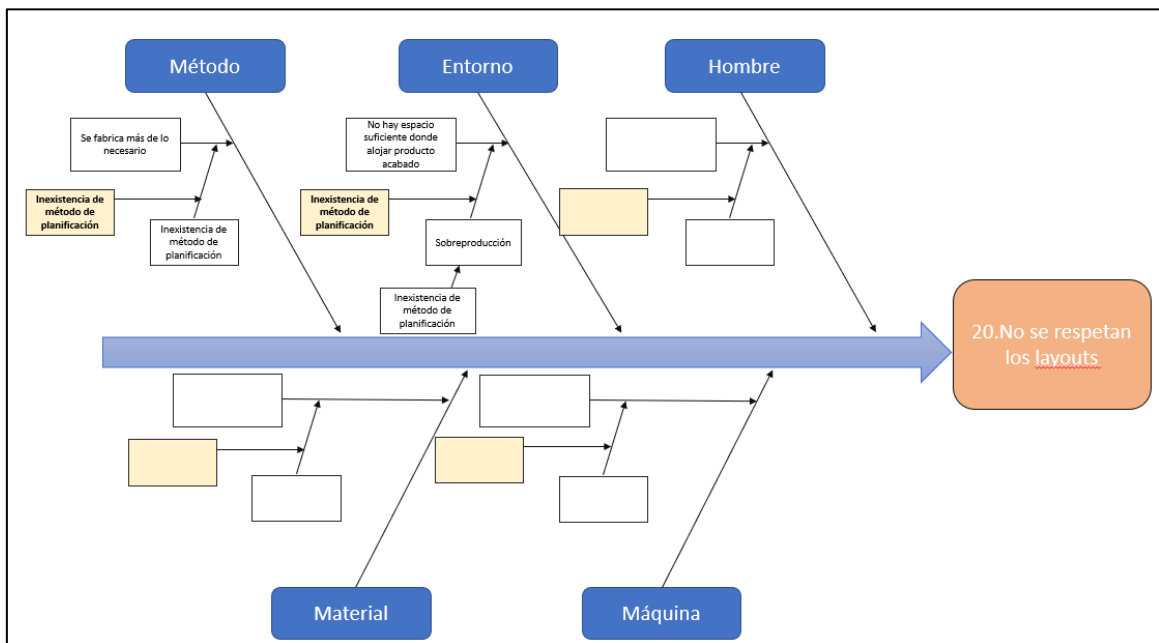 Método
Entorno
Hombre
Se fabrica más de lo
necesario
No hay espacio
suficiente donde
alojar producto
acabado
Inexistencia de
método de
planificación
Inexistencia de
método de
planificación
Inexistencia de
método de
planificación
Sobreproducción
Inexistencia de
método de
planificación
20.No se respetan
los layouts
Material
Máquina